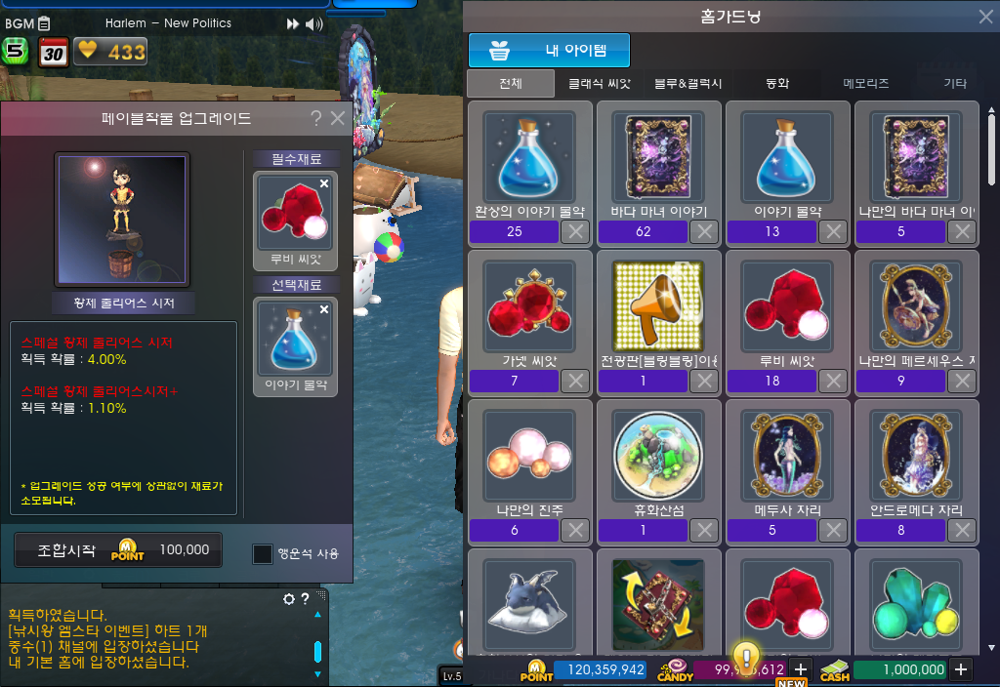 BGM
Harlem - New Politics
5
30
433
페이블작물 업그레이드
?
필수재료
루비 씨앗
선택재료
이야기 물약
황제 줄리어스 시저
스페셜 황제 줄리어스 시저
획득 확률 : 4.00%
스페셜 황제 줄리어스시저+
획득 확률 : 1.10%
* 업그레이드 성공 여부에 상관없이 재료가
소모됩니다.
조합시작
M POINT
100,000
행운석 사용
획득하였습니다.
[낚시왕 엠스타 이벤트] 하트 1개
중수(1) 채널에 입장하셨습니다
내 기본 홈에 입장하셨습니다.
Lv.5
홈가드닝
내 아이템
전체
클래식 씨앗
블루&컬럭시
동화
메모리즈
기타
환상의 이야기 물약
바다 마녀 이야기
이야기 물약
나만의 바다 마녀 이
25
62
13
5
가넷 씨앗
전광판[블링블링]이용
루비 씨앗
나만의 페르세우스 자
7
1
18
9
나만의 진주
휴화산섬
메두사 자리
안드로메다 자리
6
1
5
8
M POINT
120,359,942
CANDY
612
NEW
CASH
1,000,000